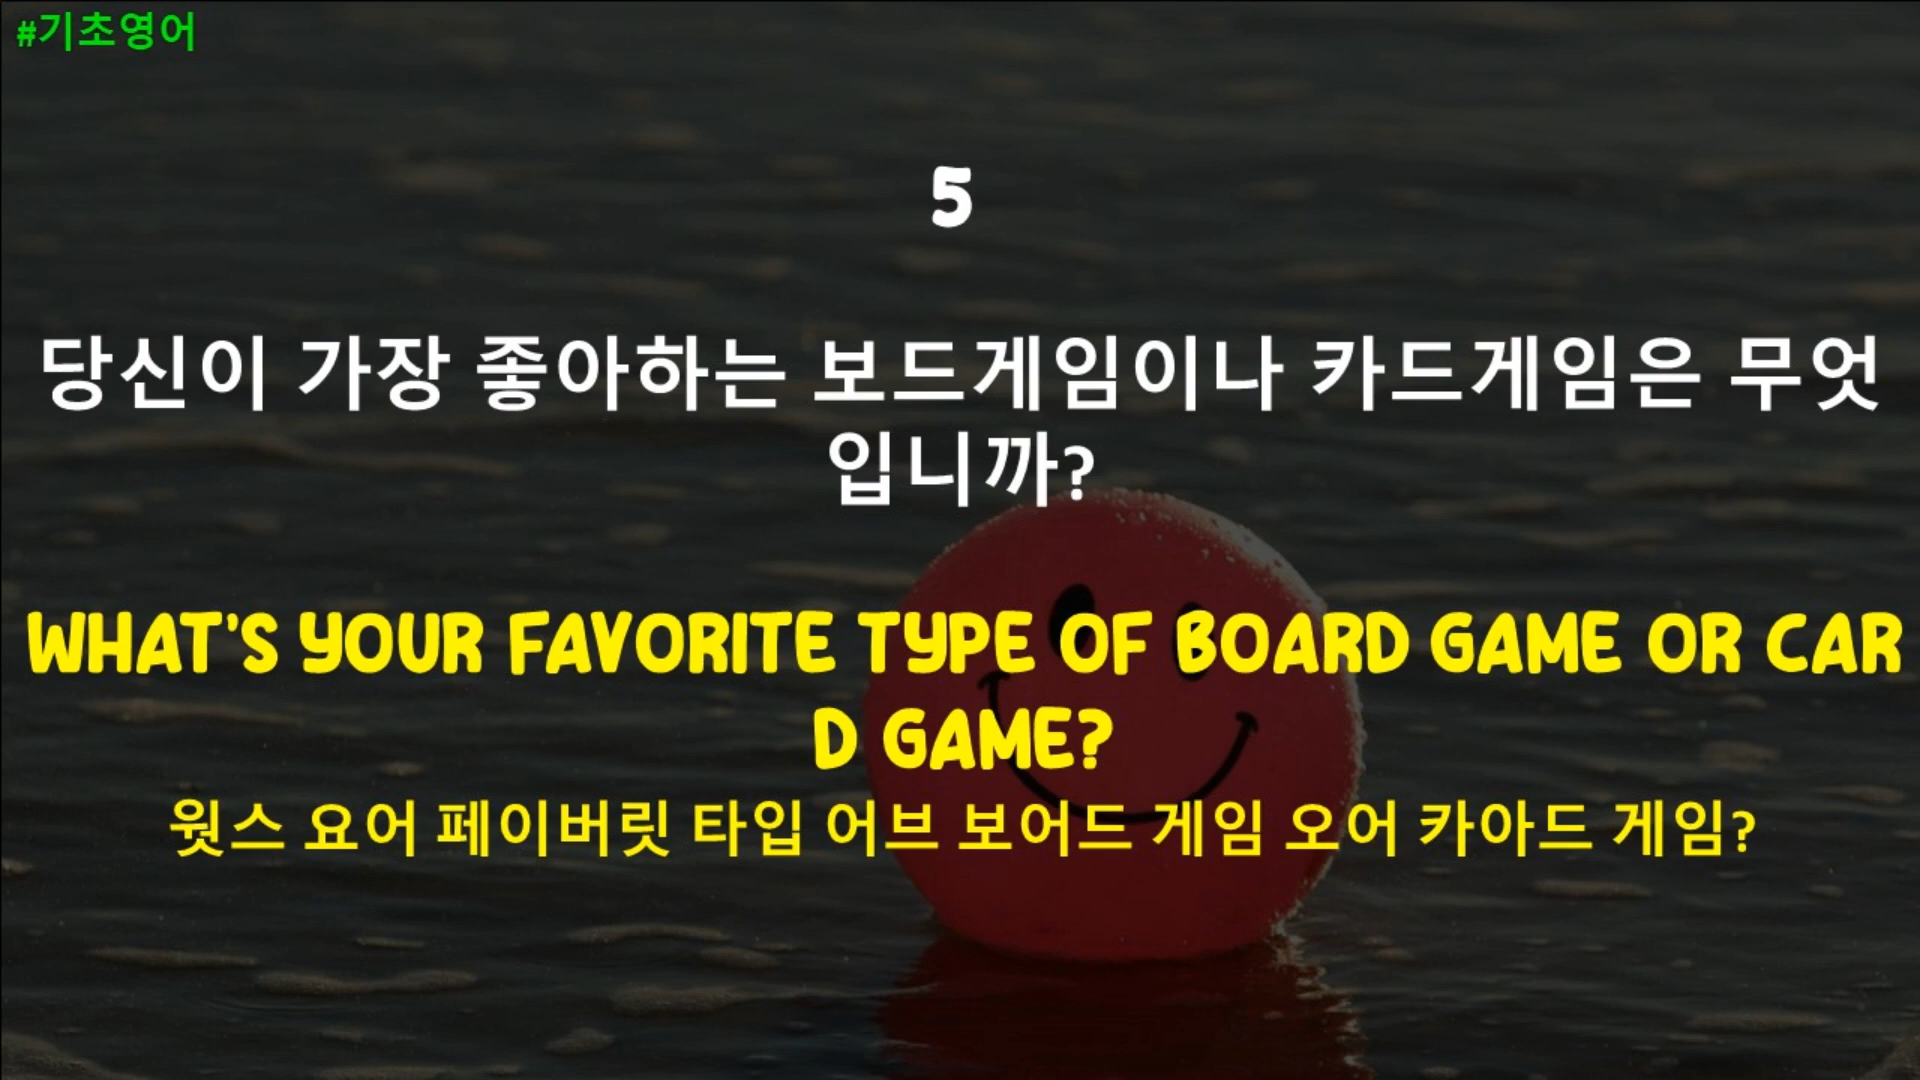 #기초영어
5
당신이 가장 좋아하는 보드게임이나 카드게임은 무엇
입니까?
WHAT'S YOUR FAVORITE TYPE OF BOARD GAME OR CAR
D GAME?
웟스 요어 페이버릿 타입 어브 보어드 게임 오어 카아드 게임?